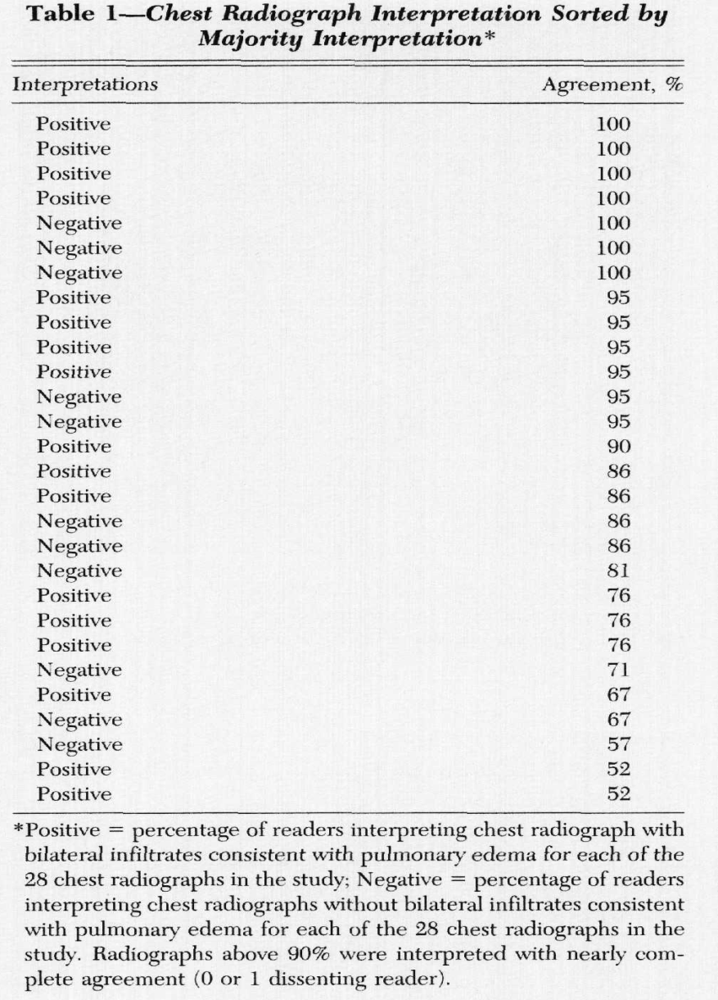 Table 1—Chest Radiograph Interpretation Sorted by
Majority Interpretation*
Interpretations Agreement, %
Positive 100
Positive 100
Positive 100
Positive 100
Negative 100
Negative 100
Negative 100
Positive 95
Positive 95
Positive 95
Positive 95
Negative 95
Negative 95
Positive 90
Positive 86
Positive 86
Negative 86
Negative 86
Negative 81
Positive 76
Positive 76
Positive 76
Negative 71
Positive 67
Negative 67
Negative 57
Positive 52
Positive 52
*Positive = percentage of readers interpreting chest radiograph with
bilateral infiltrates consistent with pulmonary edema for each of the
28 chest radiographs in the study; Negative = percentage of readers
interpreting chest radiographs without bilateral infiltrates consistent
with pulmonary edema for each of the 28 chest radiographs in the
study. Radiographs above 90% were interpreted with nearly com-
plete agreement (0 or 1 dissenting reader).